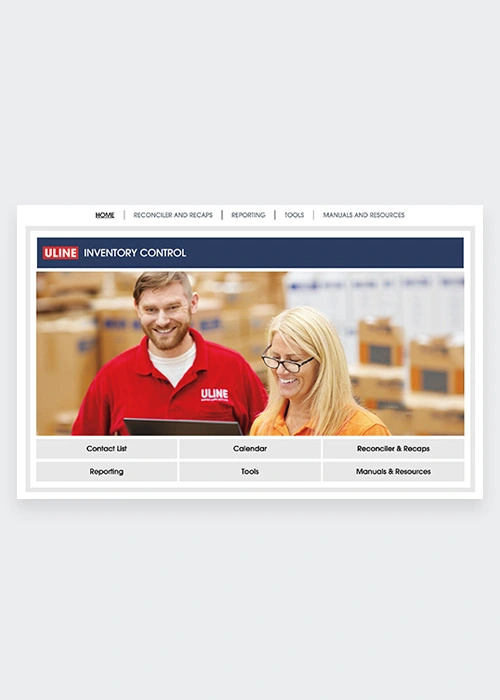 HOME | RECONCILER AND RECAPS | REPORTING | TOOLS | MANUALS AND RESOURCES
ULINE INVENTORY CONTROL
ULINE
Contact List Calendar Reconciler & Recaps
Reporting Tools Manuals & Resources